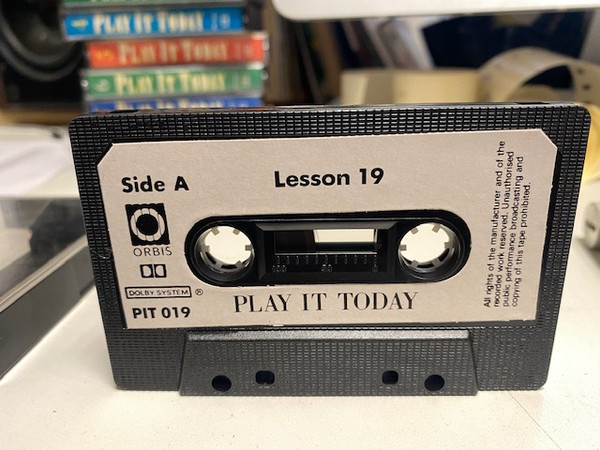 PLAY IT TODAY
PLAY IT TODAY
PLAY IT TODAY
Side A
Lesson 19
ORBIS
DOLBY SYSTEM ®
PIT 019
PLAY IT TODAY
All rights of the manufacturer and of the
recorded work reserved. Unauthorised
public performance broadcasting and
copying of this tape prohibited.